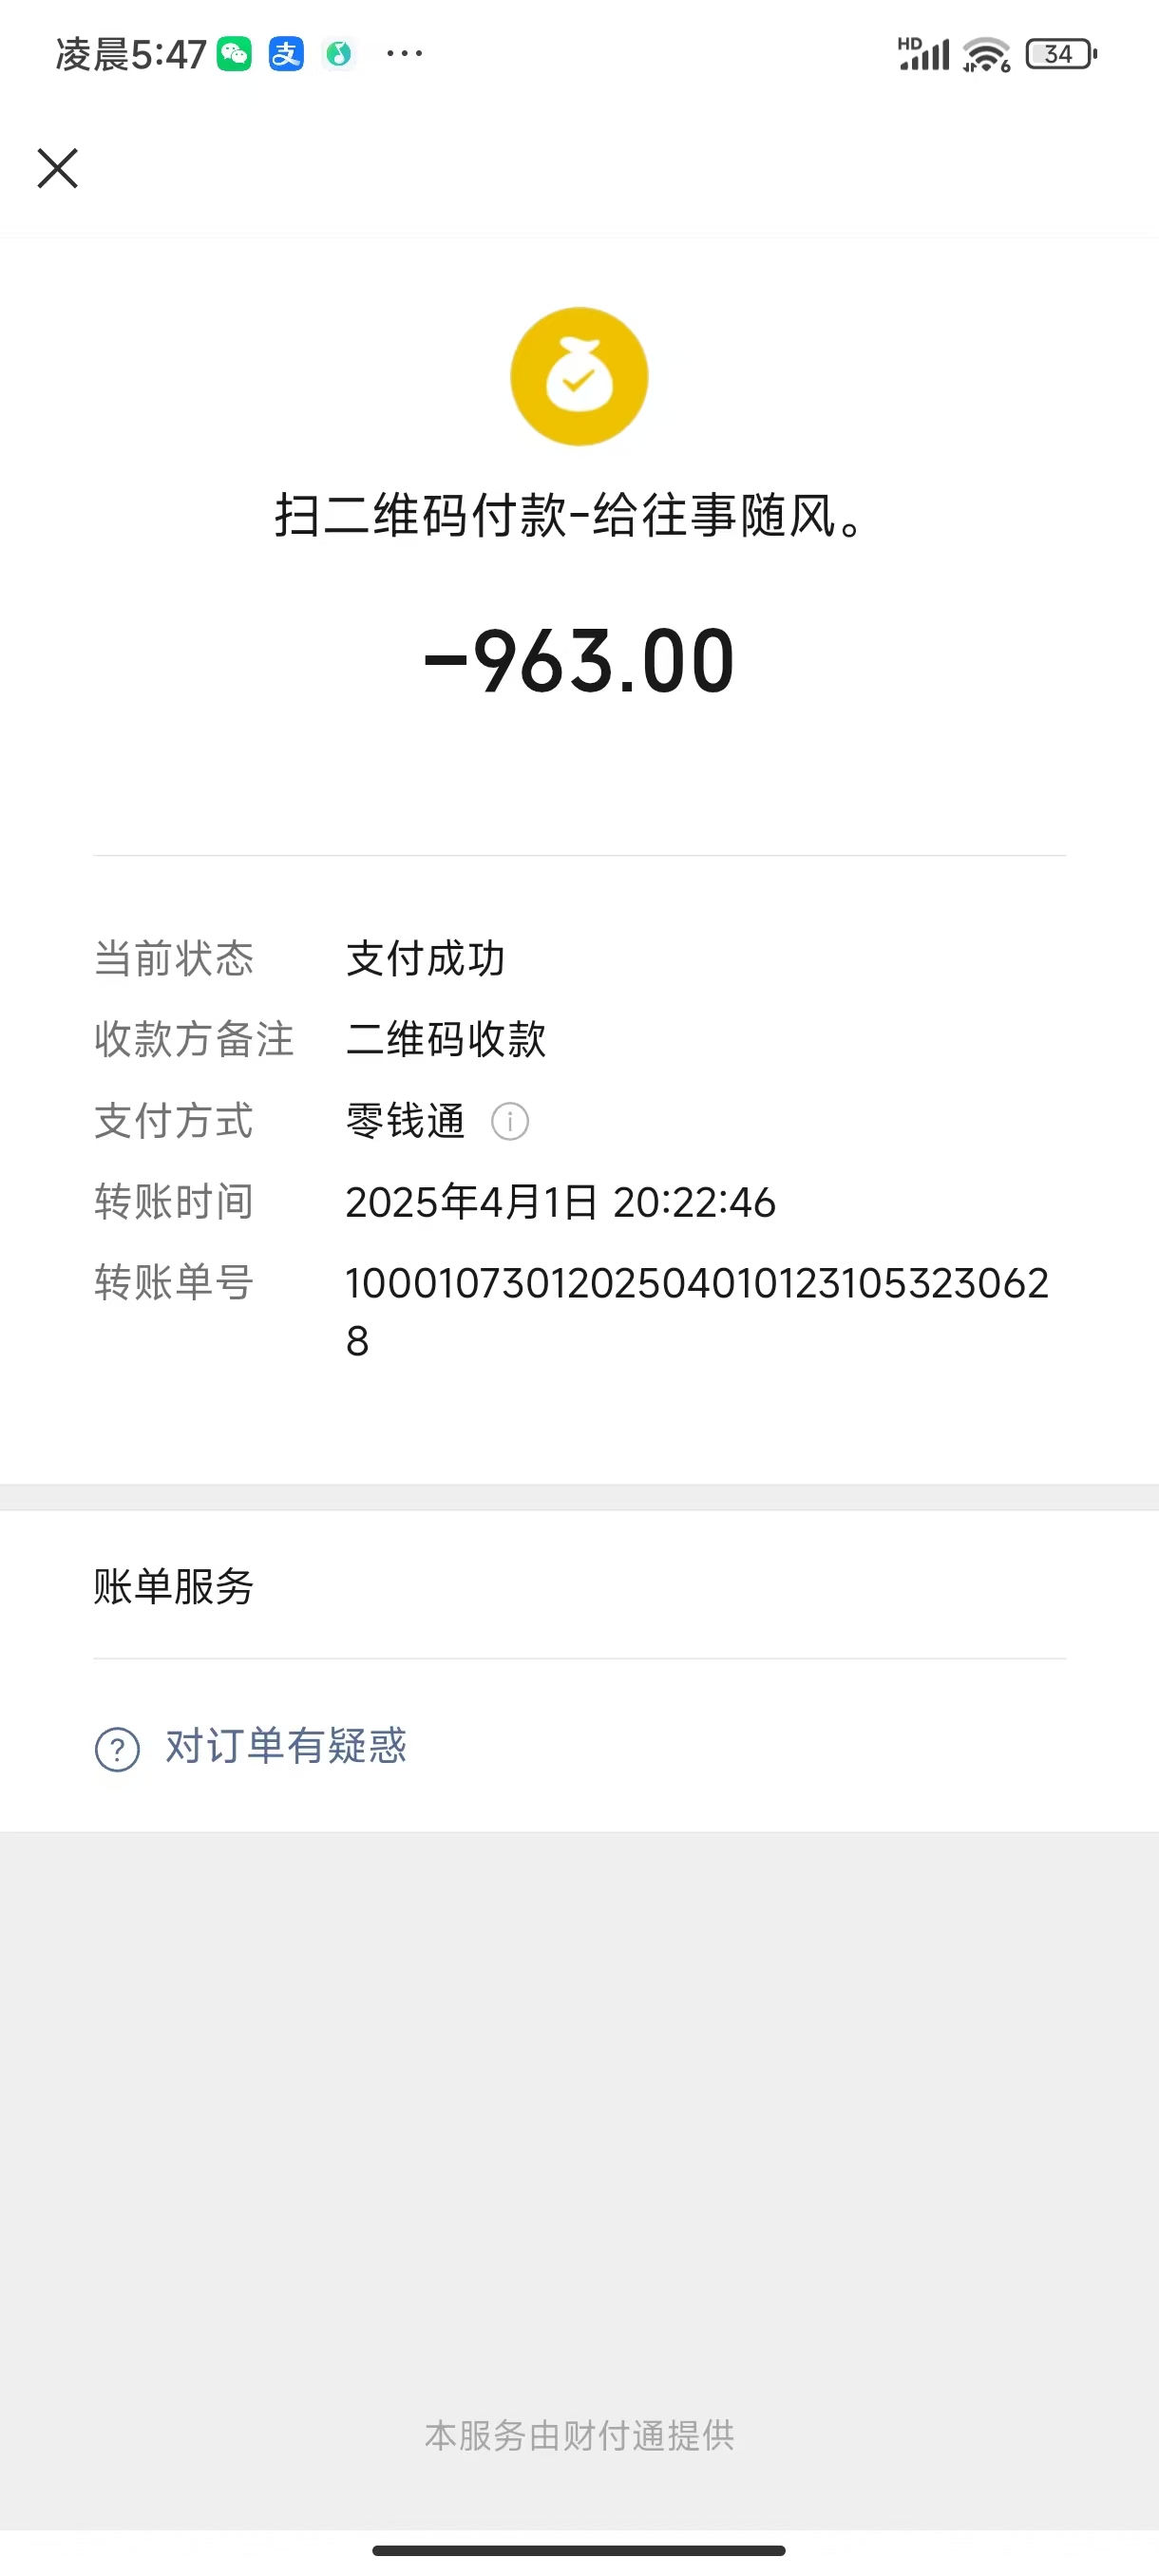 凌晨5:47 支 ···
HD 6 34
扫二维码付款-给往事随风。
-963.00
当前状态 支付成功
收款方备注 二维码收款
支付方式 零钱通 i
转账时间 2025年4月1日 20:22:46
转账单号 1000107301202504010123105323062
8
账单服务
? 对订单有疑惑
本服务由财付通提供